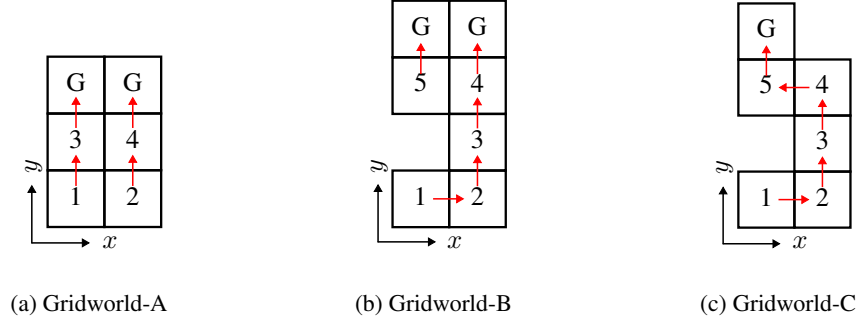 G G
3 4
1 2
y
x
(a) Gridworld-A
G G
5 4
3
1 2
y
x
(b) Gridworld-B
G
5 4
3
1 2
y
x
(c) Gridworld-C